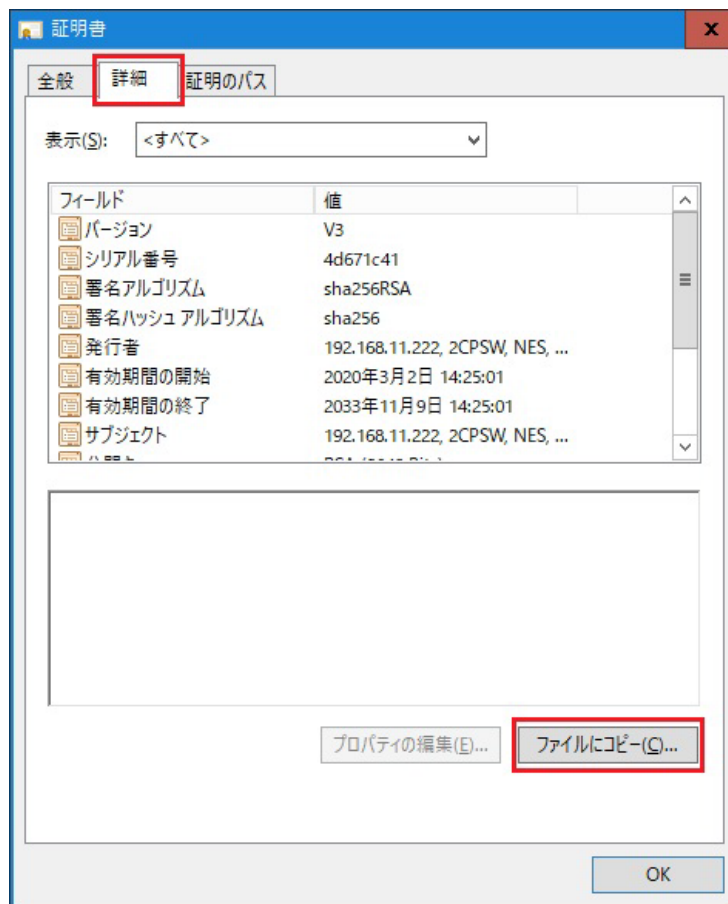 証明書
全般 詳細 証明のパス
表示(S): <すべて>
フィールド 値
バージョン V3
シリアル番号 4d671c41
署名アルゴリズム sha256RSA
署名ハッシュ アルゴリズム sha256
発行者 192.168.11.222, 2CPSW, NES, ...
有効期間の開始 2020年3月2日 14:25:01
有効期間の終了 2033年11月9日 14:25:01
サブジェクト 192.168.11.222, 2CPSW, NES, ...
プロパティの編集(E)... ファイルにコピー(C)...
OK